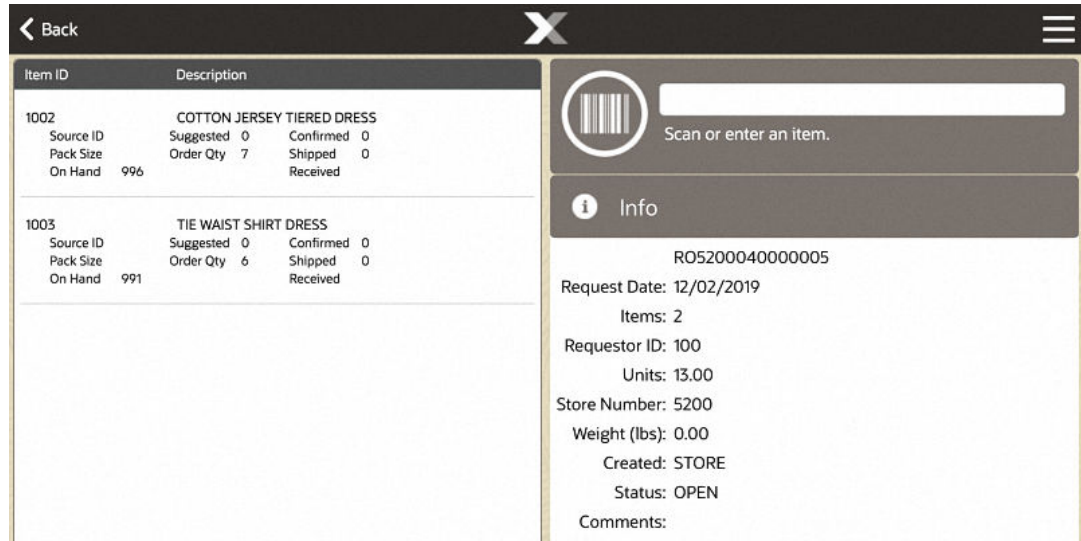 Back
Item ID Description
1002 COTTON JERSEY TIERED DRESS
Source ID Suggested 0 Confirmed 0
Pack Size Order Qty 7 Shipped 0
On Hand 996 Received
1003 TIE WAIST SHIRT DRESS
Source ID Suggested 0 Confirmed 0
Pack Size Order Qty 6 Shipped 0
On Hand 991 Received
Scan or enter an item.
Info
RO5200040000005
Request Date: 12/02/2019
Items: 2
Requestor ID: 100
Units: 13.00
Store Number: 5200
Weight (lbs): 0.00
Created: STORE
Status: OPEN
Comments: